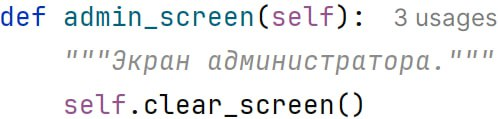 def admin_screen(self):  3 usages
    """Экран администратора."""
    self.clear_screen()